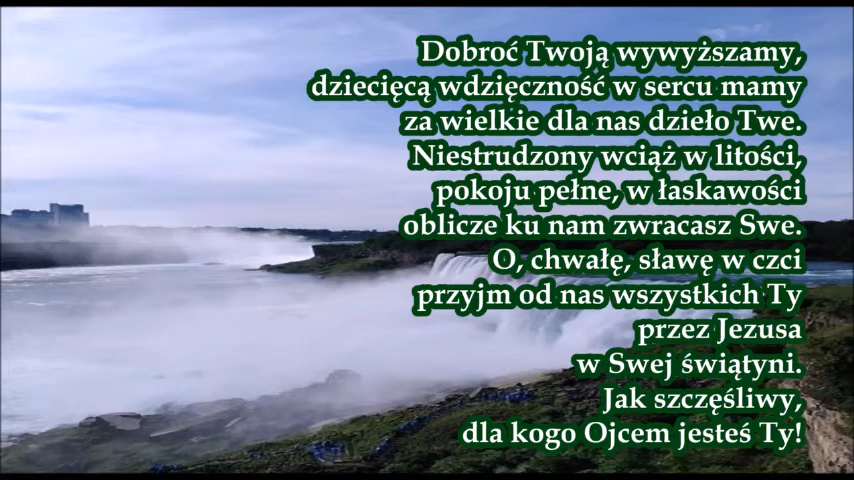 Dobroć Twoją wywyższamy,
dziecięcą wdzięczność w sercu mamy
za wielkie dla nas dzieło Twe.
Niestrudzony wciąż w litości,
pokoju pełne, w łaskawości
oblicze ku nam zwracasz Swe.
O, chwałę, sławę w czci
przyjm od nas wszystkich Ty
przez Jezusa
w Swej świątyni.
Jak szczęśliwy,
dla kogo Ojcem jesteś Ty!